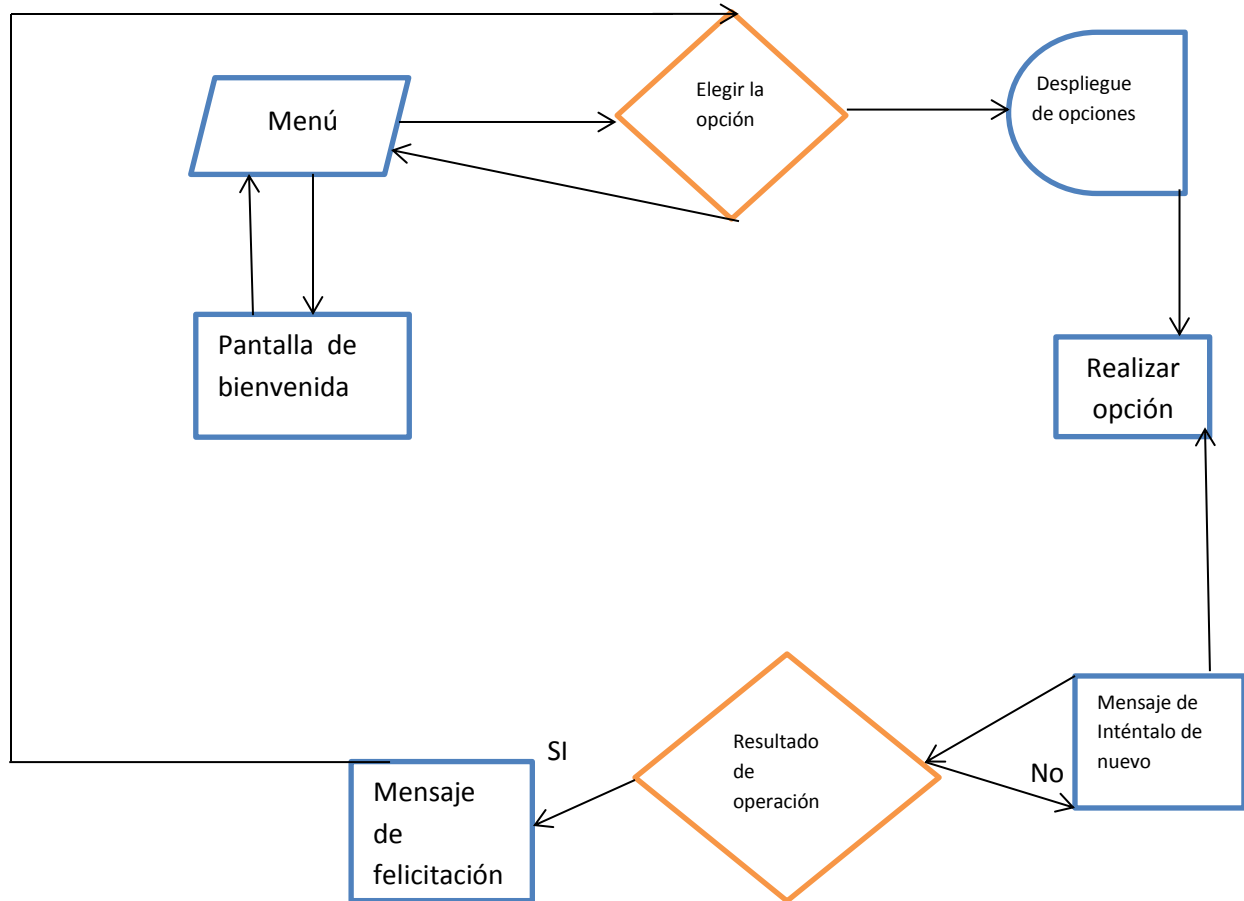 Menú
Elegir la
opción
Despliegue
de opciones
Pantalla de
bienvenida
Realizar
opción
SI
Resultado
de
operación
No
Mensaje de
Inténtalo de
nuevo
Mensaje
de
felicitación